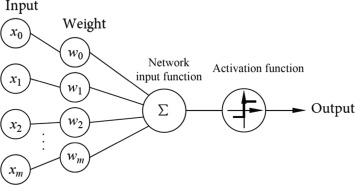 Input
Weight
x₀
w₀
Network
input function
Activation function
x₁
w₁
Σ
Output
x₂
w₂
⋮
xₘ
wₘ